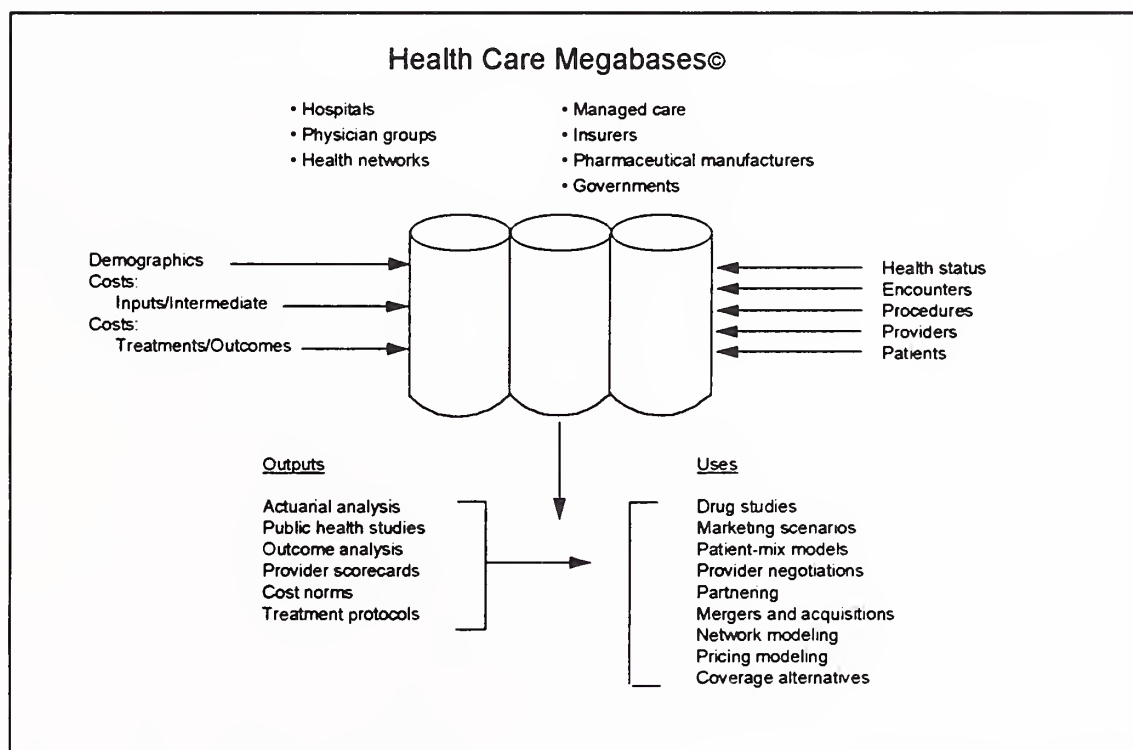 Health Care Megabases©
• Hospitals
• Physician groups
• Health networks
• Managed care
• Insurers
• Pharmaceutical manufacturers
• Governments
Demographics
Costs:
Inputs/Intermediate
Costs:
Treatments/Outcomes
Health status
Encounters
Procedures
Providers
Patients
Outputs
Actuarial analysis
Public health studies
Outcome analysis
Provider scorecards
Cost norms
Treatment protocols
Uses
Drug studies
Marketing scenarios
Patient-mix models
Provider negotiations
Partnering
Mergers and acquisitions
Network modeling
Pricing modeling
Coverage alternatives